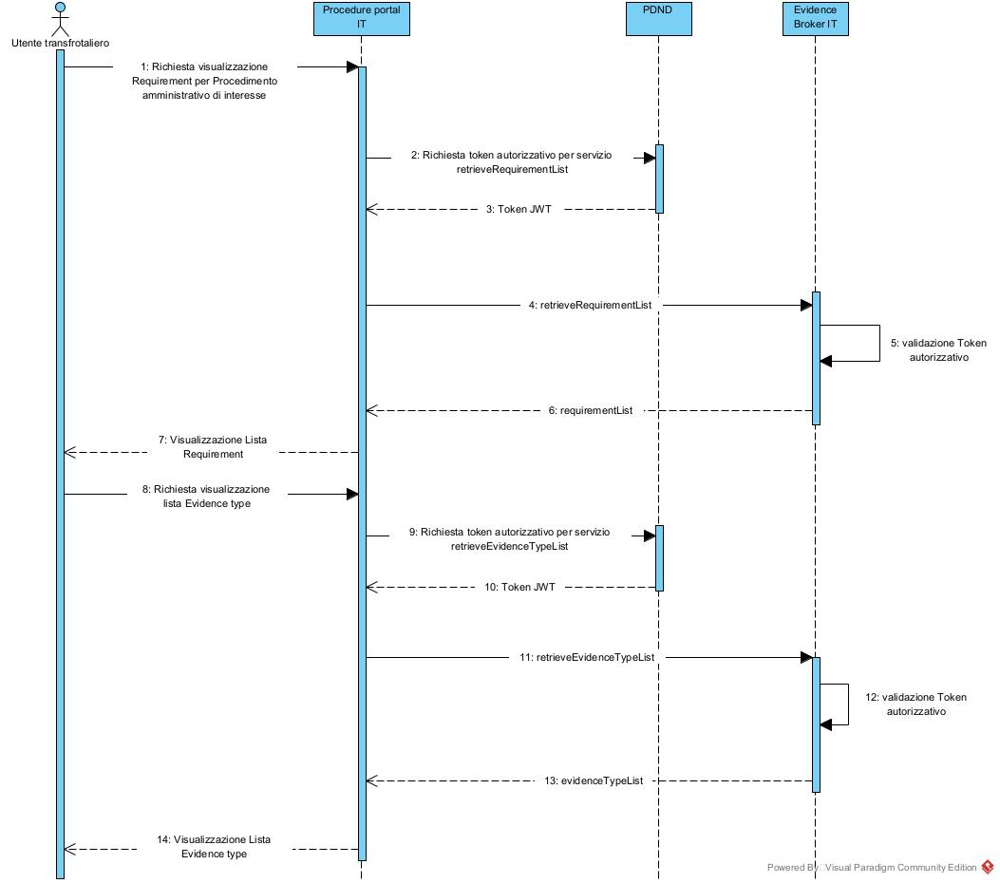 Utente transfrotaliero
Procedure portal
IT
PDND
Evidence
Broker IT
1: Richiesta visualizzazione
Requirement per Procedimento
amministrativo di interesse
2: Richiesta token autorizzativo per servizio
retrieveRequirementList
3: Token JWT
4: retrieveRequirementList
5: validazione Token
autorizzativo
6: requirementList
7: Visualizzazione Lista
Requirement
8: Richiesta visualizzazione
lista Evidence type
9: Richiesta token autorizzativo per servizio
retrieveEvidenceTypeList
10: Token JWT
11: retrieveEvidenceTypeList
12: validazione Token
autorizzativo
13: evidenceTypeList
14: Visualizzazione Lista
Evidence type
Powered By Visual Paradigm Community Edition